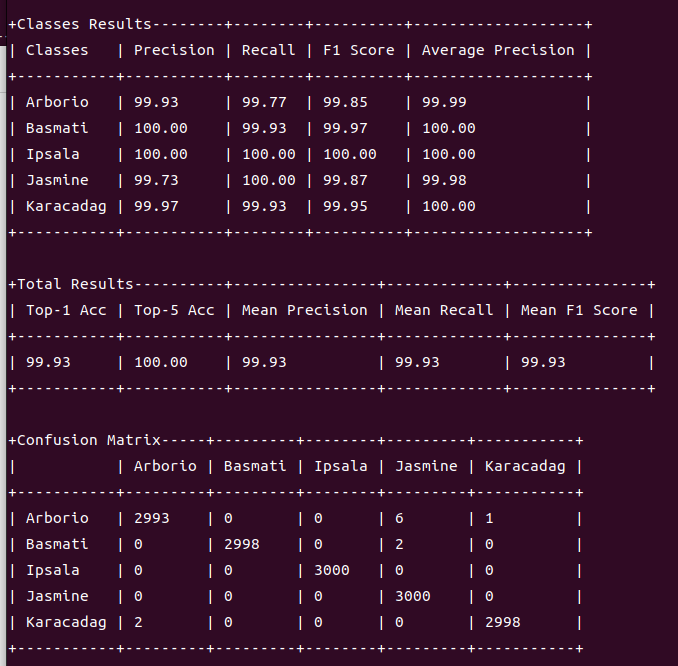 +Classes Results--------+--------+----------+-------------------+
| Classes   | Precision | Recall | F1 Score | Average Precision |
+-----------+-----------+--------+----------+-------------------+
| Arborio   | 99.93     | 99.77  | 99.85    | 99.99             |
| Basmati   | 100.00    | 99.93  | 99.97    | 100.00            |
| Ipsala    | 100.00    | 100.00 | 100.00   | 100.00            |
| Jasmine   | 99.73     | 100.00 | 99.87    | 99.98             |
| Karacadag | 99.97     | 99.93  | 99.95    | 100.00            |
+-----------+-----------+--------+----------+-------------------+
+Total Results----------+----------------+-------------+---------------+
| Top-1 Acc | Top-5 Acc | Mean Precision | Mean Recall | Mean F1 Score |
+-----------+-----------+----------------+-------------+---------------+
| 99.93     | 100.00    | 99.93          | 99.93       | 99.93         |
+-----------+-----------+----------------+-------------+---------------+
+Confusion Matrix-----+---------+--------+---------+-----------+
|           | Arborio | Basmati | Ipsala | Jasmine | Karacadag |
+-----------+---------+---------+--------+---------+-----------+
| Arborio   | 2993    | 0       | 0      | 6       | 1         |
| Basmati   | 0       | 2998    | 0      | 2       | 0         |
| Ipsala    | 0       | 0       | 3000   | 0       | 0         |
| Jasmine   | 0       | 0       | 0      | 3000    | 0         |
| Karacadag | 2       | 0       | 0      | 0       | 2998      |
+-----------+---------+---------+--------+---------+-----------+